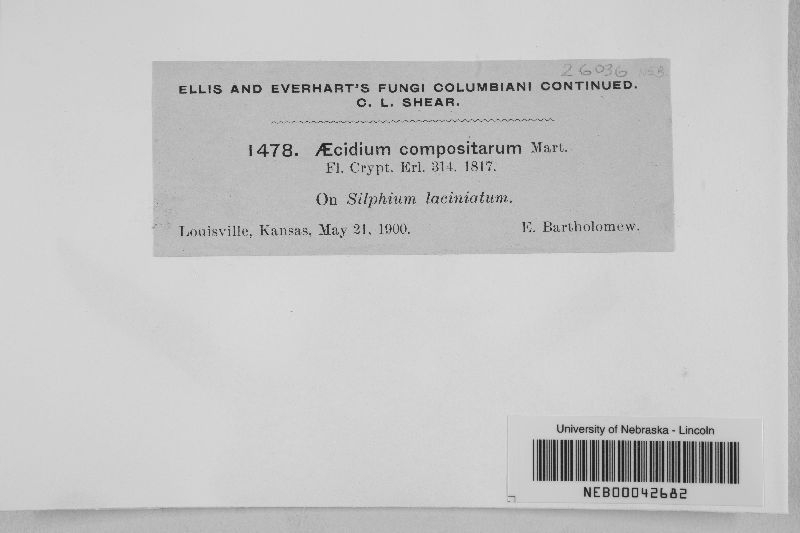 26036 NEB
ELLIS AND EVERHART'S FUNGI COLUMBIANI CONTINUED.
C. L. SHEAR.
1478. Æcidium compositarum Mart.
Fl. Crypt. Erl. 314. 1817.
On Silphium laciniatum.
Louisville, Kansas, May 21, 1900. E. Bartholomew.
University of Nebraska - Lincoln
NEB00042682